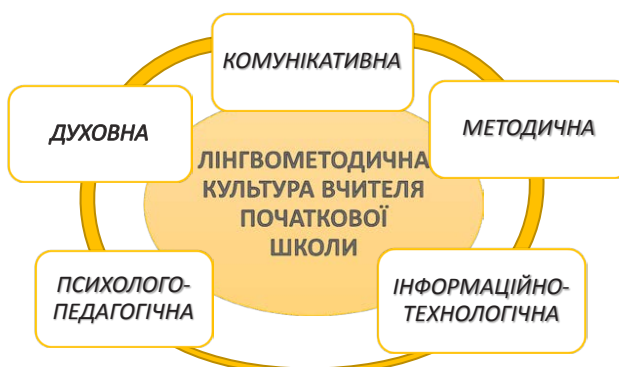 КОМУНІКАТИВНА
ДУХОВНА
МЕТОДИЧНА
ЛІНГВОМЕТОДИЧНА
КУЛЬТУРА ВЧИТЕЛЯ
ПОЧАТКОВОЇ
ШКОЛИ
ПСИХОЛОГО-
ПЕДАГОГІЧНА
ІНФОРМАЦІЙНО-
ТЕХНОЛОГІЧНА